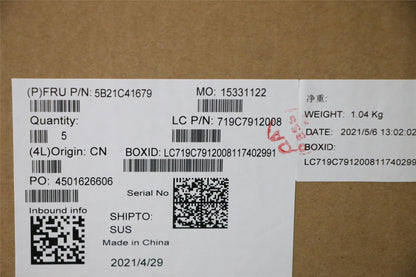 (P)FRU P/N: 5B21C41679
MO: 15331122
Quantity:
5
LC P/N: 719C7912008
(4L)Origin: CN
BOXID: LC719C7912008117402991
PO: 4501626606
Serial No
Inbound info
SHIPTO:
SUS
Made in China
2021/4/29
净重:
WEIGHT: 1.04 Kg
DATE: 2021/5/6 13:02:02
BOXID:
LC719C7912008117402991